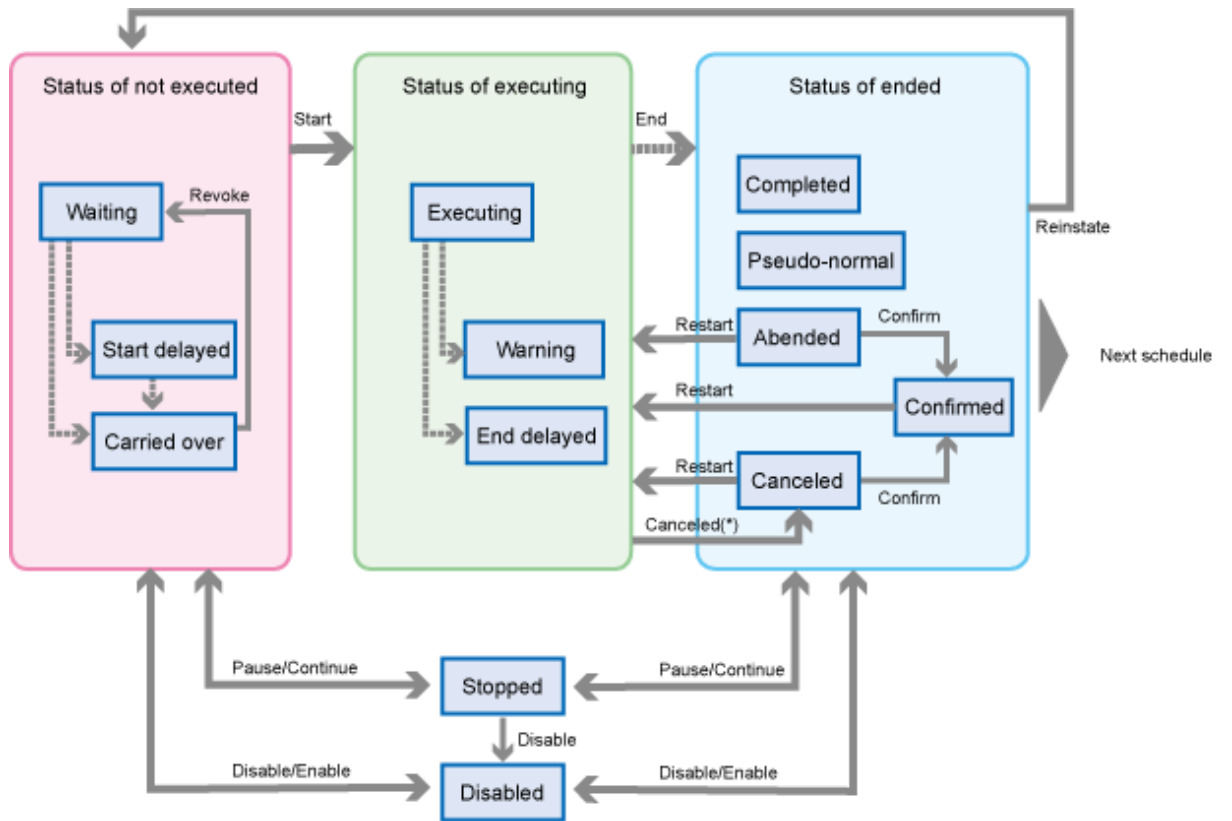 Status of not executed
Status of executing
Status of ended
Start
End
Completed
Revoke
Waiting
Executing
Reinstate
Pseudo-normal
Restart
Confirm
Start delayed
Warning
Abended
Next schedule
Restart
Confirmed
Carried over
End delayed
Restart
Canceled
Confirm
Canceled(*)
Pause/Continue
Stopped
Pause/Continue
Disable
Disable/Enable
Disabled
Disable/Enable